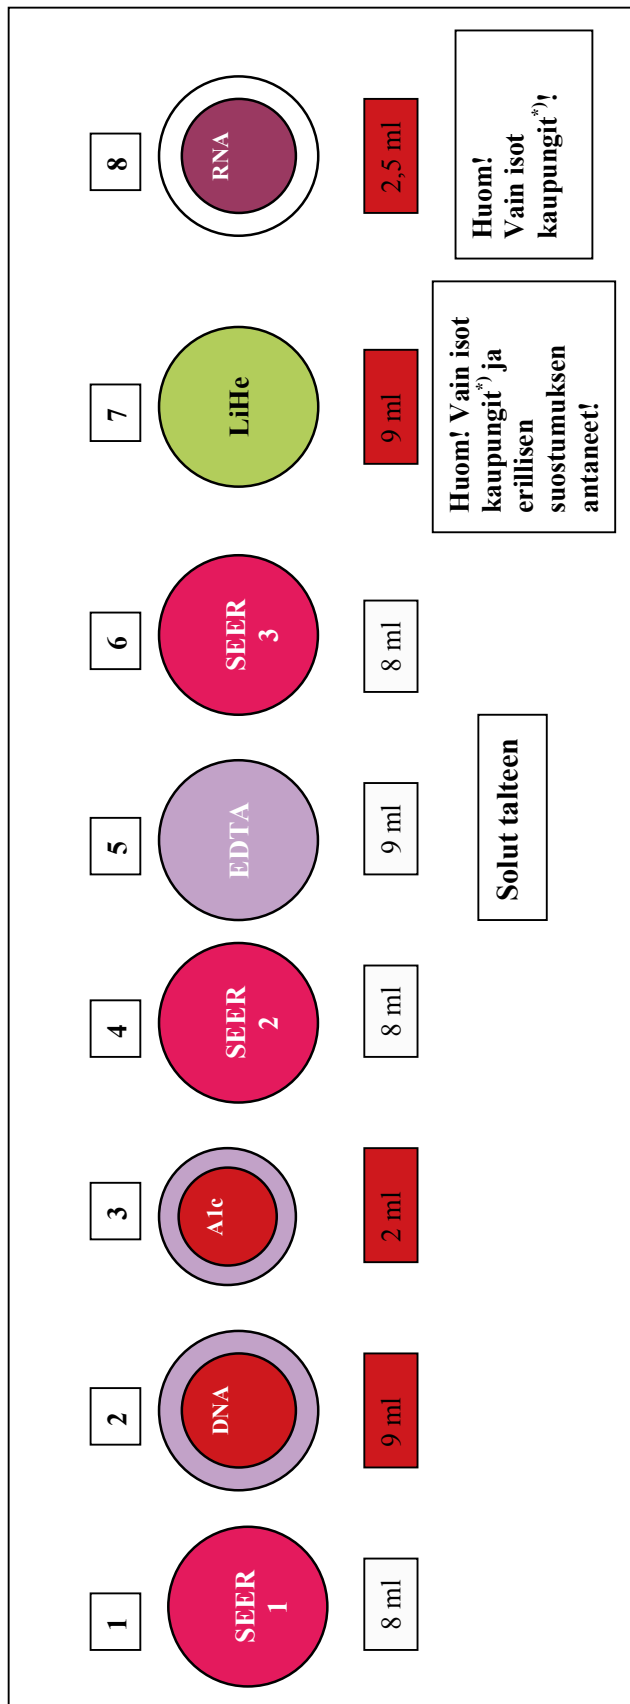 1
2
3
4
5
6
7
8
SEER
1
DNA
A1c
SEER
2
EDTA
SEER
3
LiHe
RNA
8 ml
9 ml
2 ml
8 ml
9 ml
8 ml
9 ml
2,5 ml
Solut talteen
Huom! Vain isot
kaupungit*) ja
erillisen
suostumuksen
antaneet!
Huom!
Vain isot
kaupungit*)!